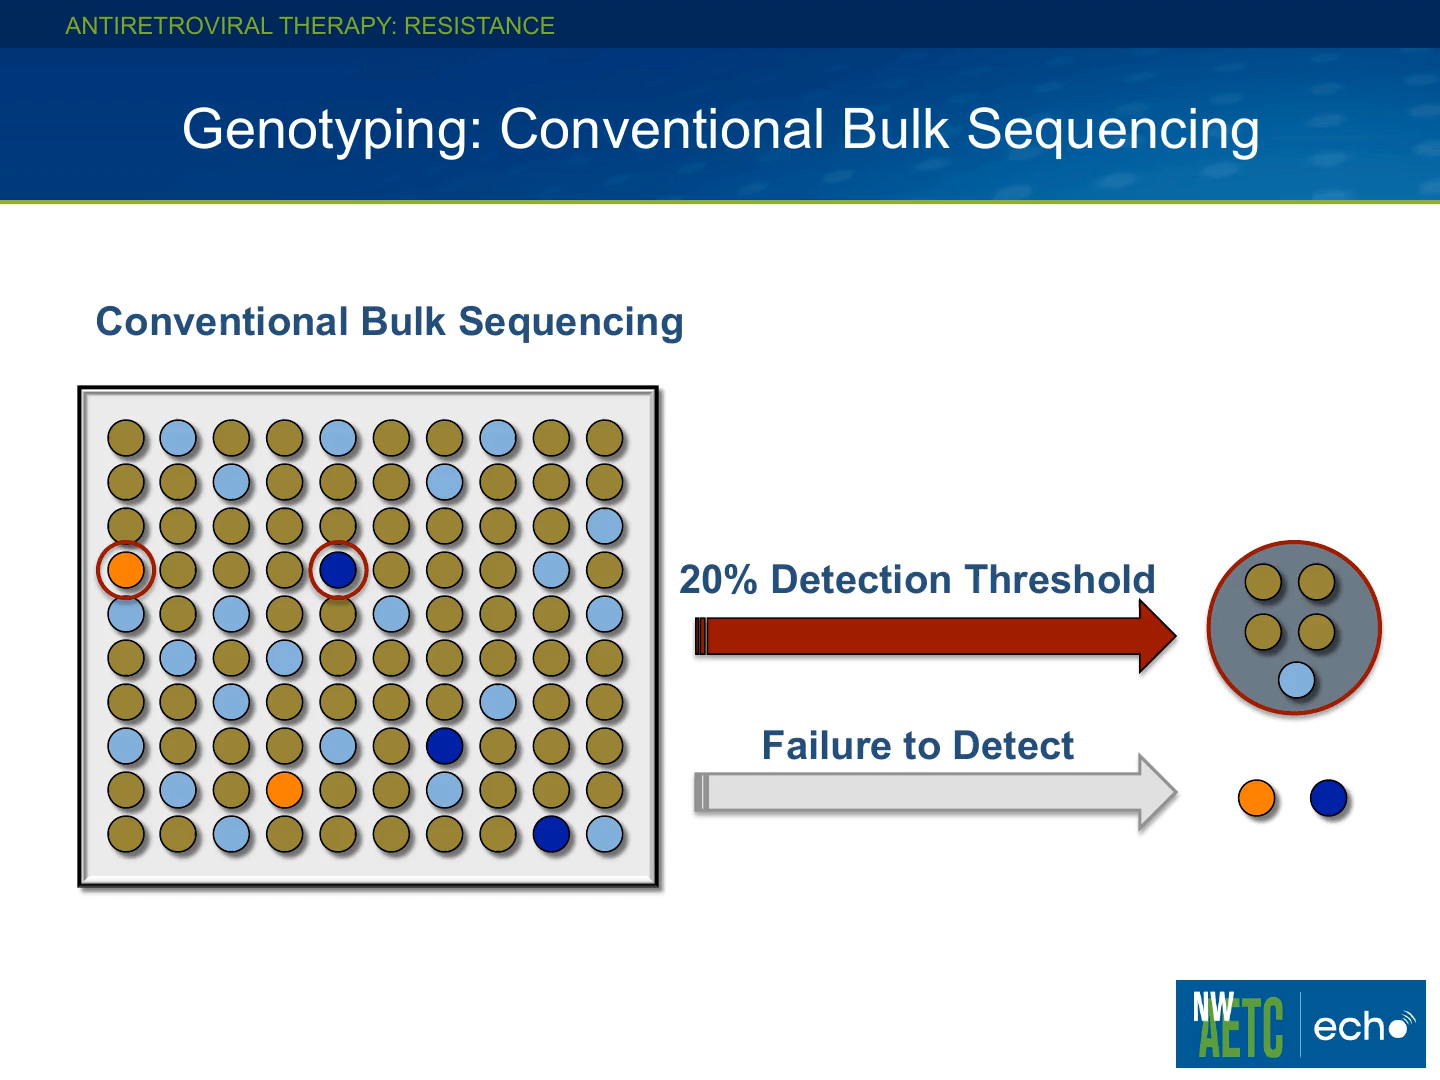 ANTIRETROVIRAL THERAPY: RESISTANCE
Genotyping: Conventional Bulk Sequencing
Conventional Bulk Sequencing
20% Detection Threshold
Failure to Detect
NW
AETC
echo